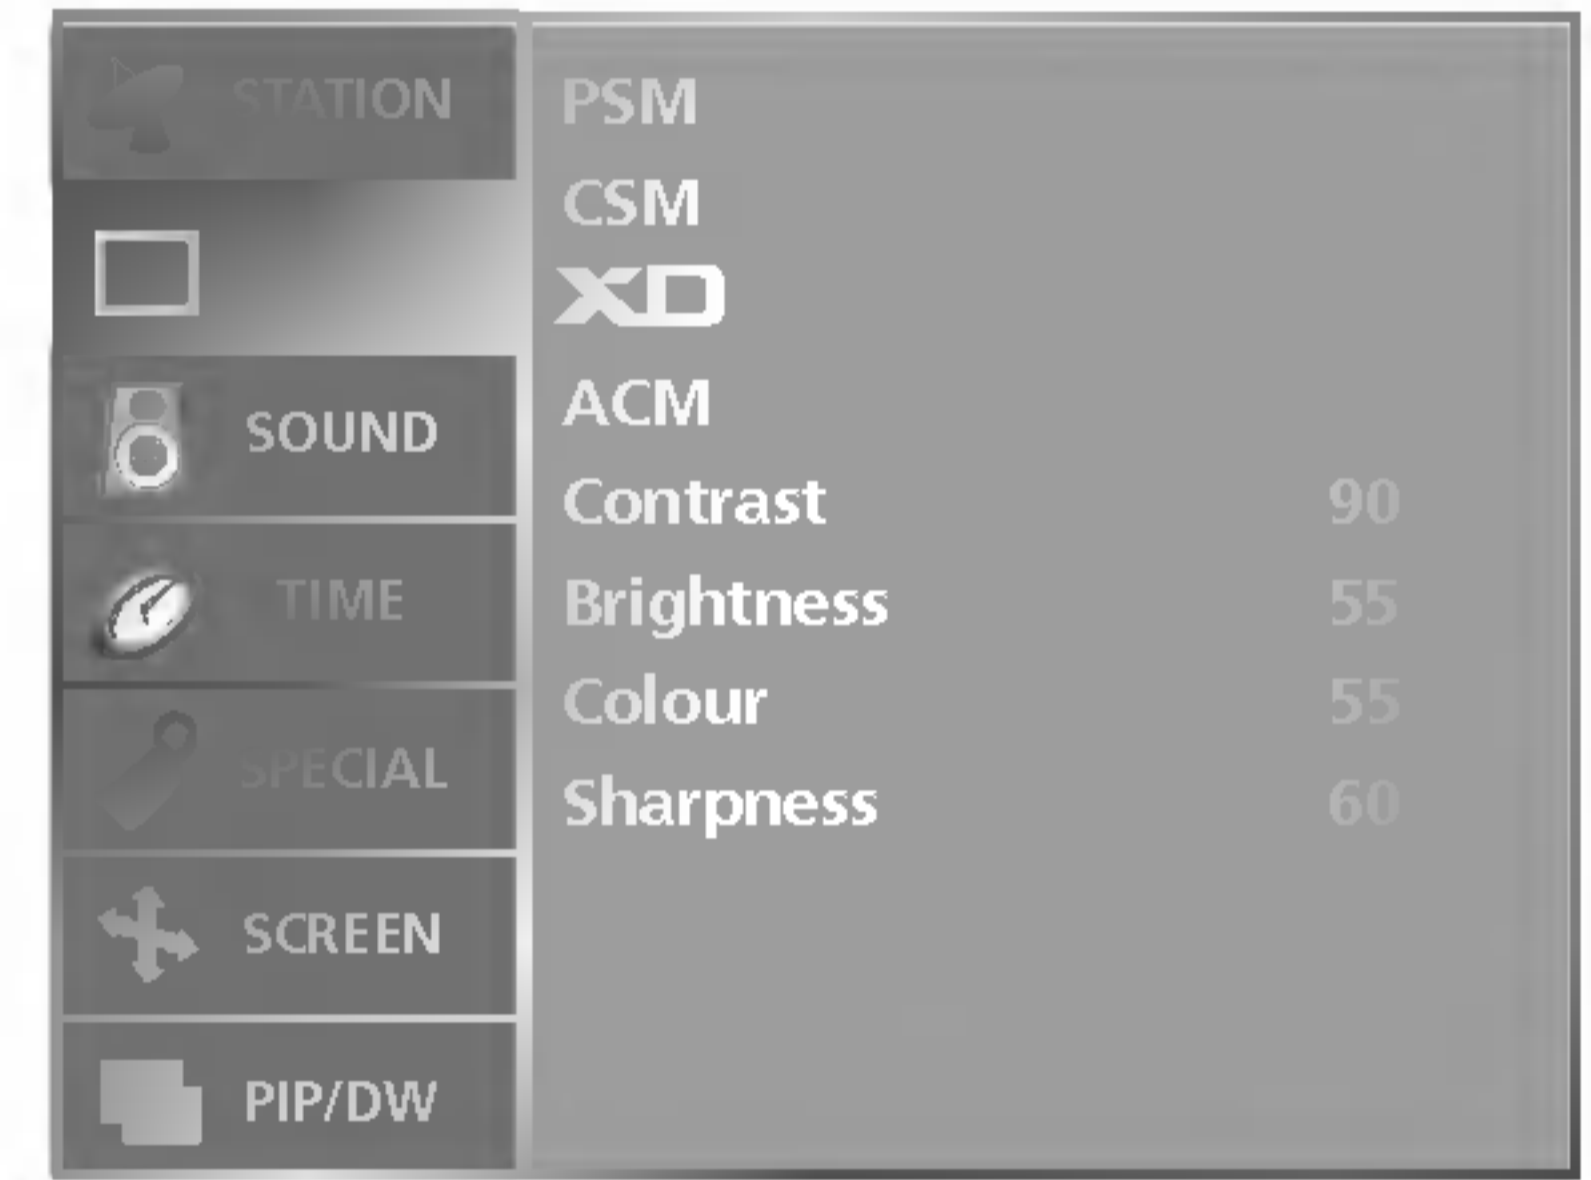 STATION
SOUND
TIME
SPECIAL
SCREEN
PIP/DW
PSM
CSM
XD
ACM
Contrast 90
Brightness 55
Colour 55
Sharpness 60